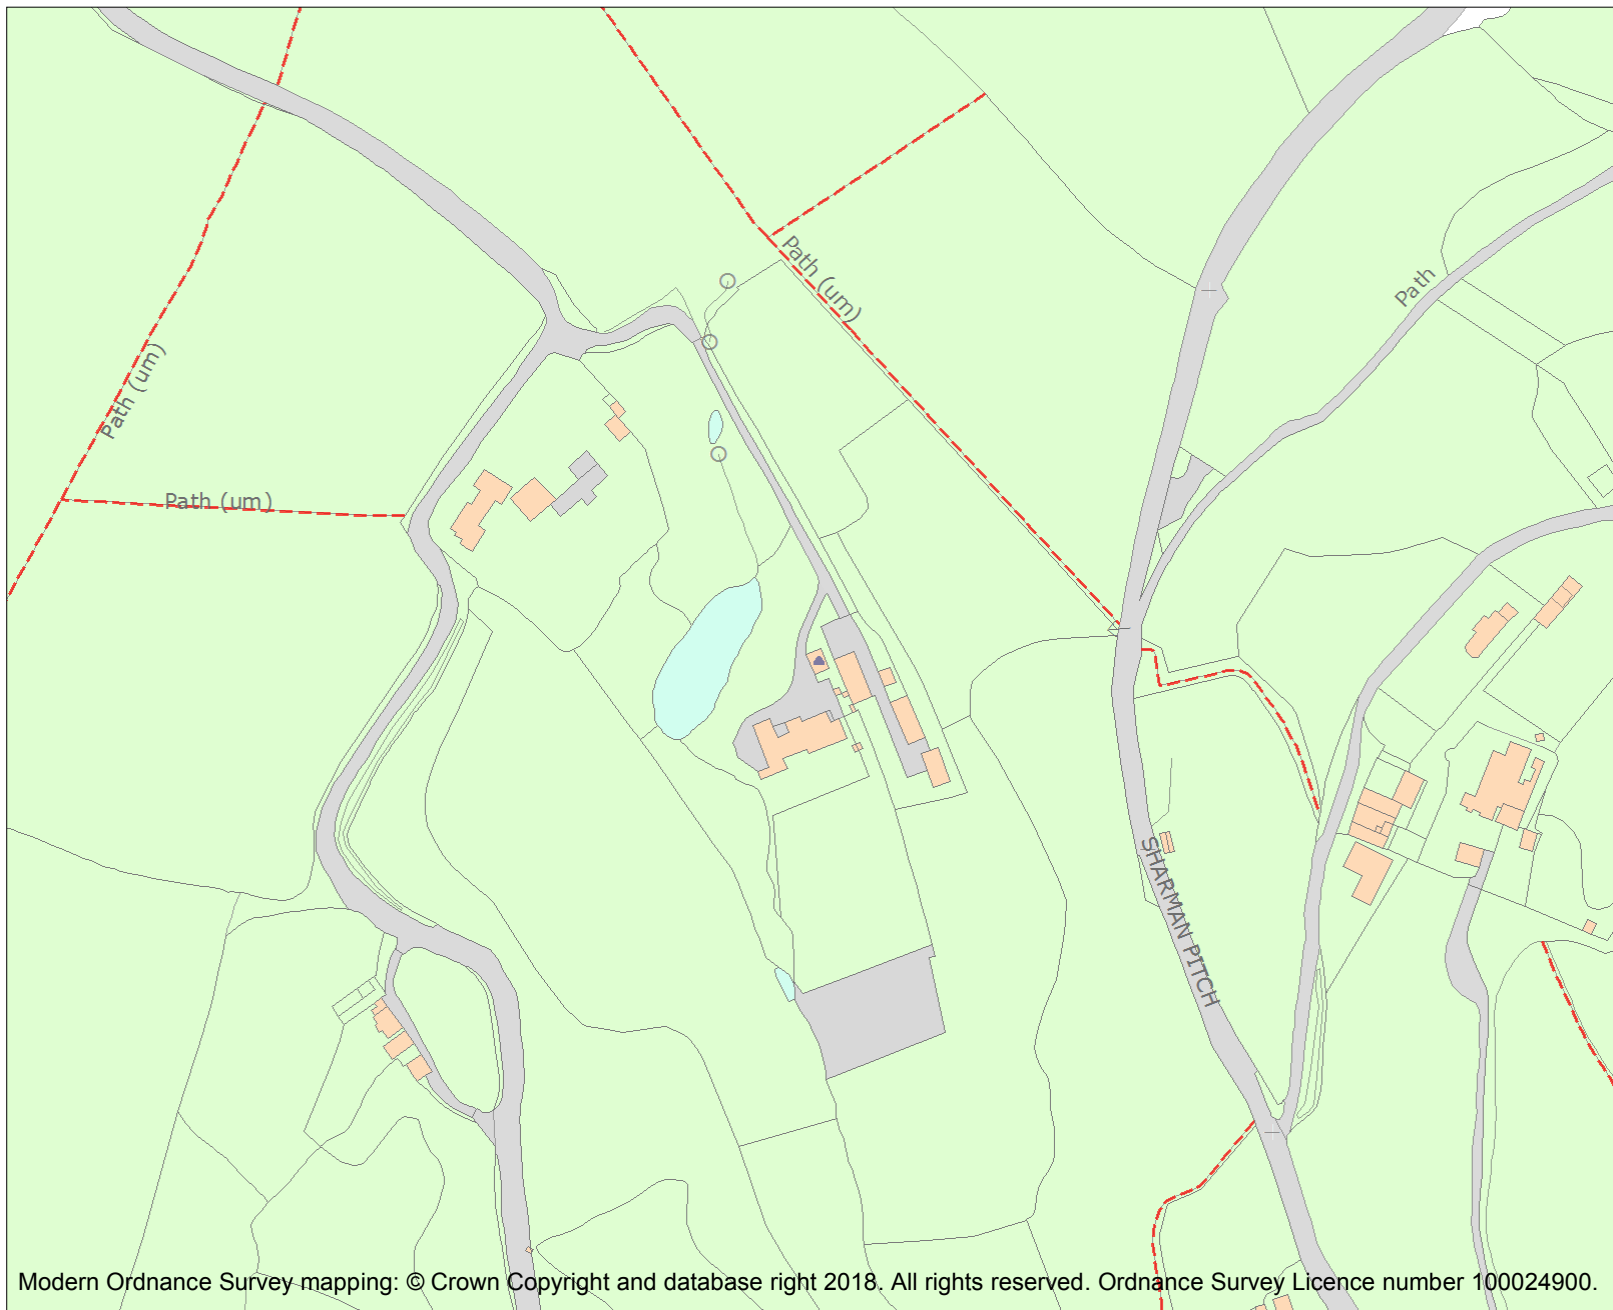 Path (um)
Path
Path (um)
Path (um)
SHARMAN PITCH
Modern Ordnance Survey mapping: © Crown Copyright and database right 2018. All rights reserved. Ordnance Survey Licence number 100024900.